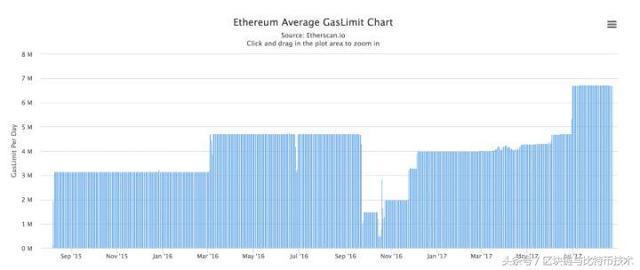 Ethereum Average GasLimit Chart
Source: Etherscan.io
Click and drag in the plot area to zoom in
8 M
7 M
6 M
5 M
4 M
3 M
2 M
1 M
0 M
GasLimit Per Day
Sep '15
Nov '15
Jan '16
Mar '16
May '16
Jul '16
Sep '16
Nov '16
Jan '17
Mar '17
May '17
Jul '17
头条号 / 区块链与比特币技术